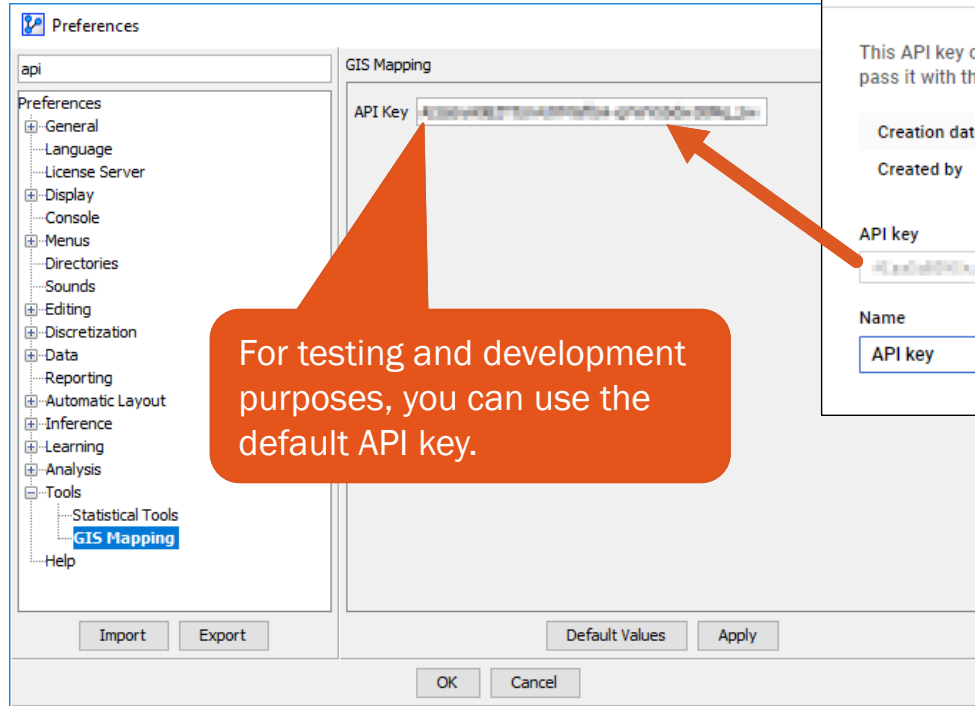 Preferences
api
Preferences
General
Language
License Server
Display
Console
Menus
Directories
Sounds
Editing
Discretization
Data
Reporting
Automatic Layout
Inference
Learning
Analysis
Tools
Statistical Tools
GIS Mapping
Help
Import Export
GIS Mapping
API Key
For testing and development
purposes, you can use the
default API key.
Default Values Apply
OK Cancel
This API key
pass it with
Creation
Created by
API key
Name
API key